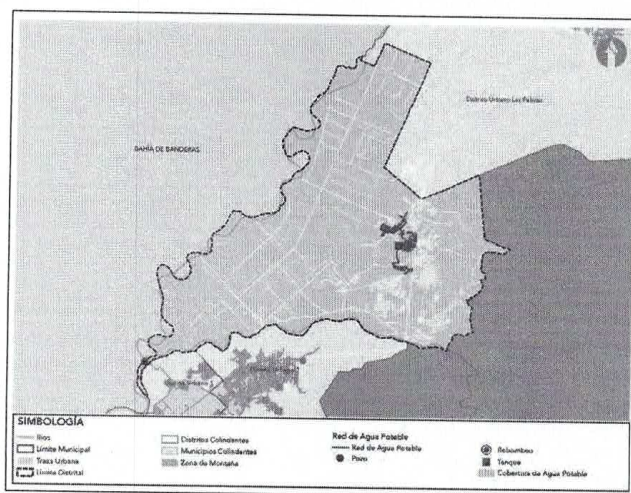 Distrito Urbano Las Palmas
BAHÍA DE BANDERAS
SIMBOLOGÍA
Ríos
Límite Municipal
Traza Urbana
Límite Distrital
Distritos Colindantes
Municipios Colindantes
Zona de Montaña
Red de Agua Potable
Red de Agua Potable
Pozo
Rebombeo
Tanque
Cobertura de Agua Potable